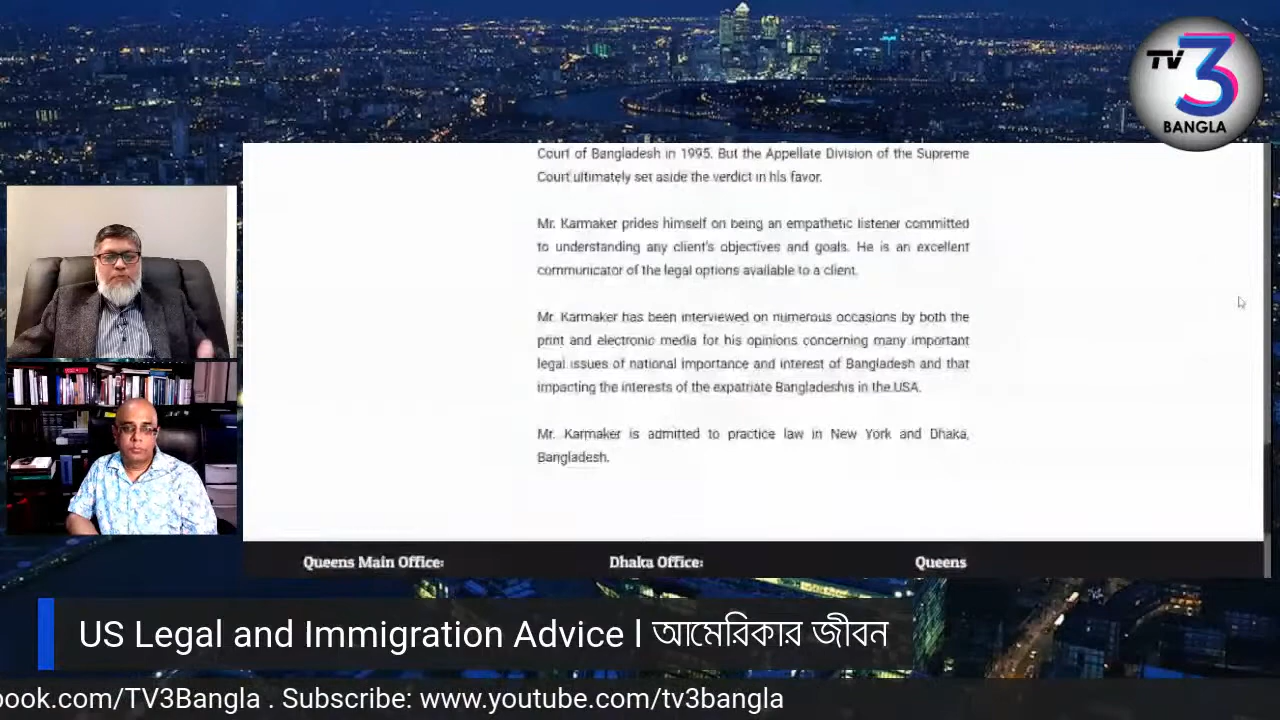 TV3
BANGLA
Court of Bangladesh in 1995. But the Appellate Division of the Supreme
Court ultimately set aside the verdict in his favor.
Mr. Karmaker prides himself on being an empathetic listener committed
to understanding any client's objectives and goals. He is an excellent
communicator of the legal options available to a client.
Mr. Karmaker has been interviewed on numerous occasions by both the
print and electronic media for his opinions concerning many important
legal issues of national importance and interest of Bangladesh and that
impacting the interests of the expatriate Bangladeshis in the USA.
Mr. Karmaker is admitted to practice law in New York and Dhaka,
Bangladesh.
Queens Main Office:
Dhaka Office:
Queens
US Legal and Immigration Advice l আমেরিকার জীবন
book.com/TV3Bangla . Subscribe: www.youtube.com/tv3bangla